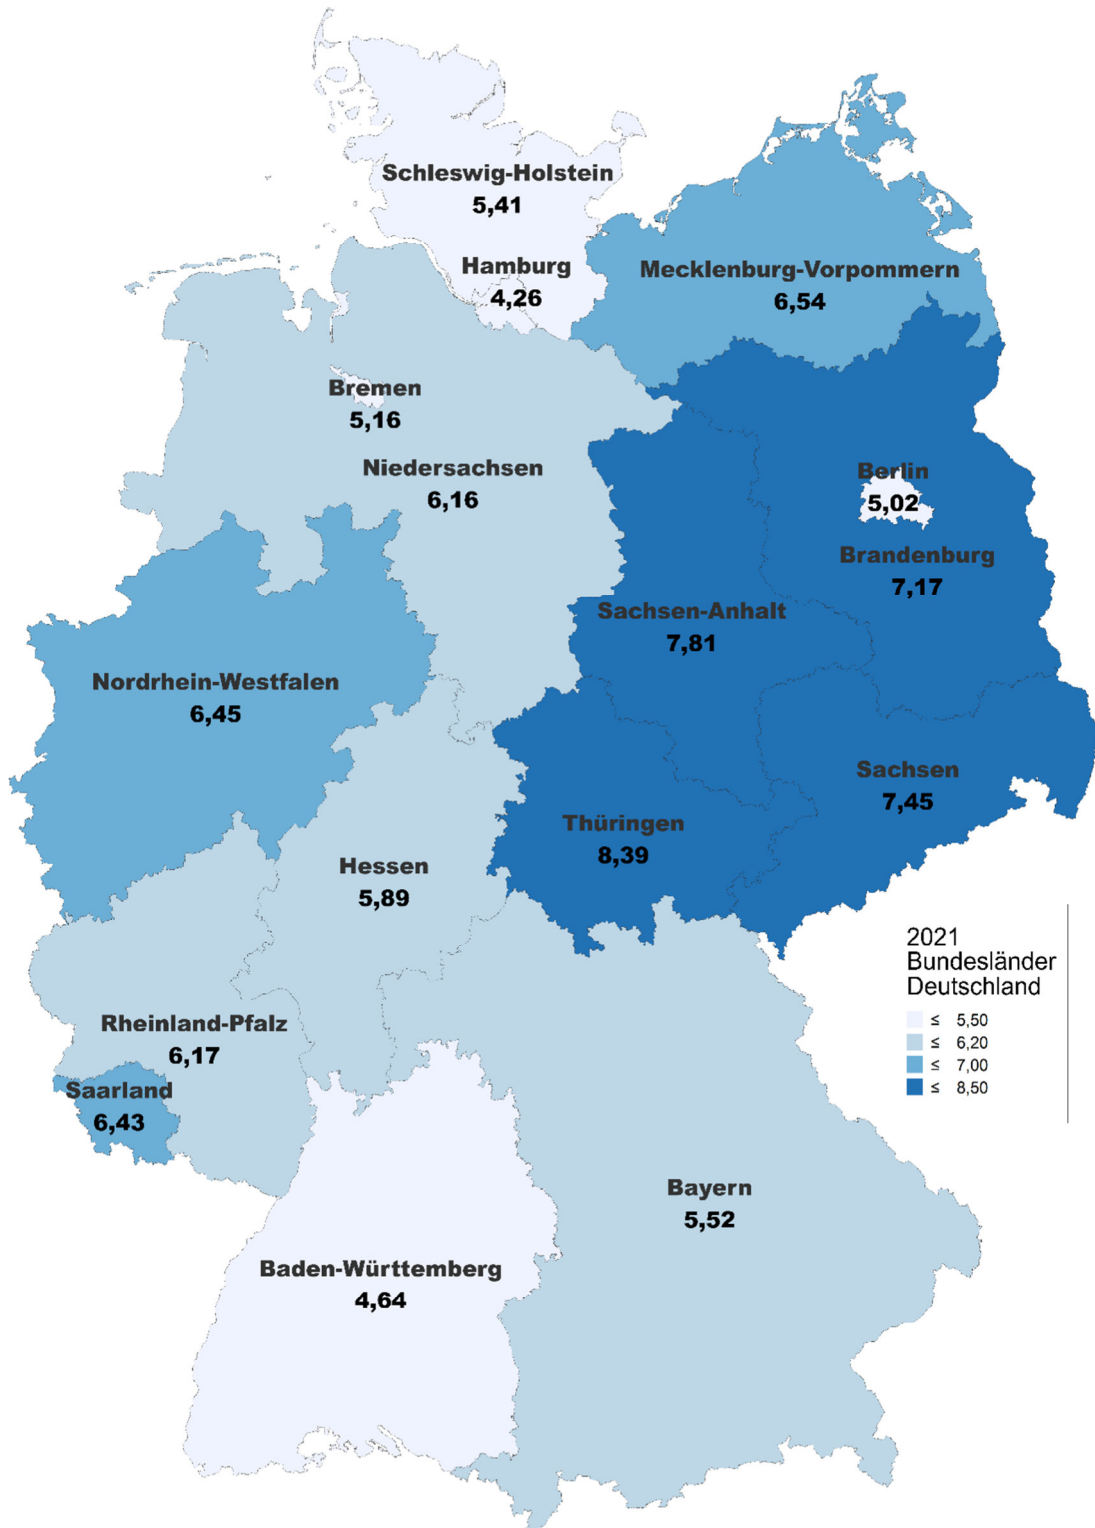 Schleswig-Holstein
5,41
Hamburg
4,26
Mecklenburg-Vorpommern
6,54
Bremen
5,16
Niedersachsen
6,16
Berlin
5,02
Brandenburg
7,17
Sachsen-Anhalt
7,81
Nordrhein-Westfalen
6,45
Sachsen
7,45
Thüringen
8,39
Hessen
5,89
2021
Bundesländer
Deutschland
≤ 5,50
≤ 6,20
≤ 7,00
≤ 8,50
Rheinland-Pfalz
6,17
Saarland
6,43
Bayern
5,52
Baden-Württemberg
4,64